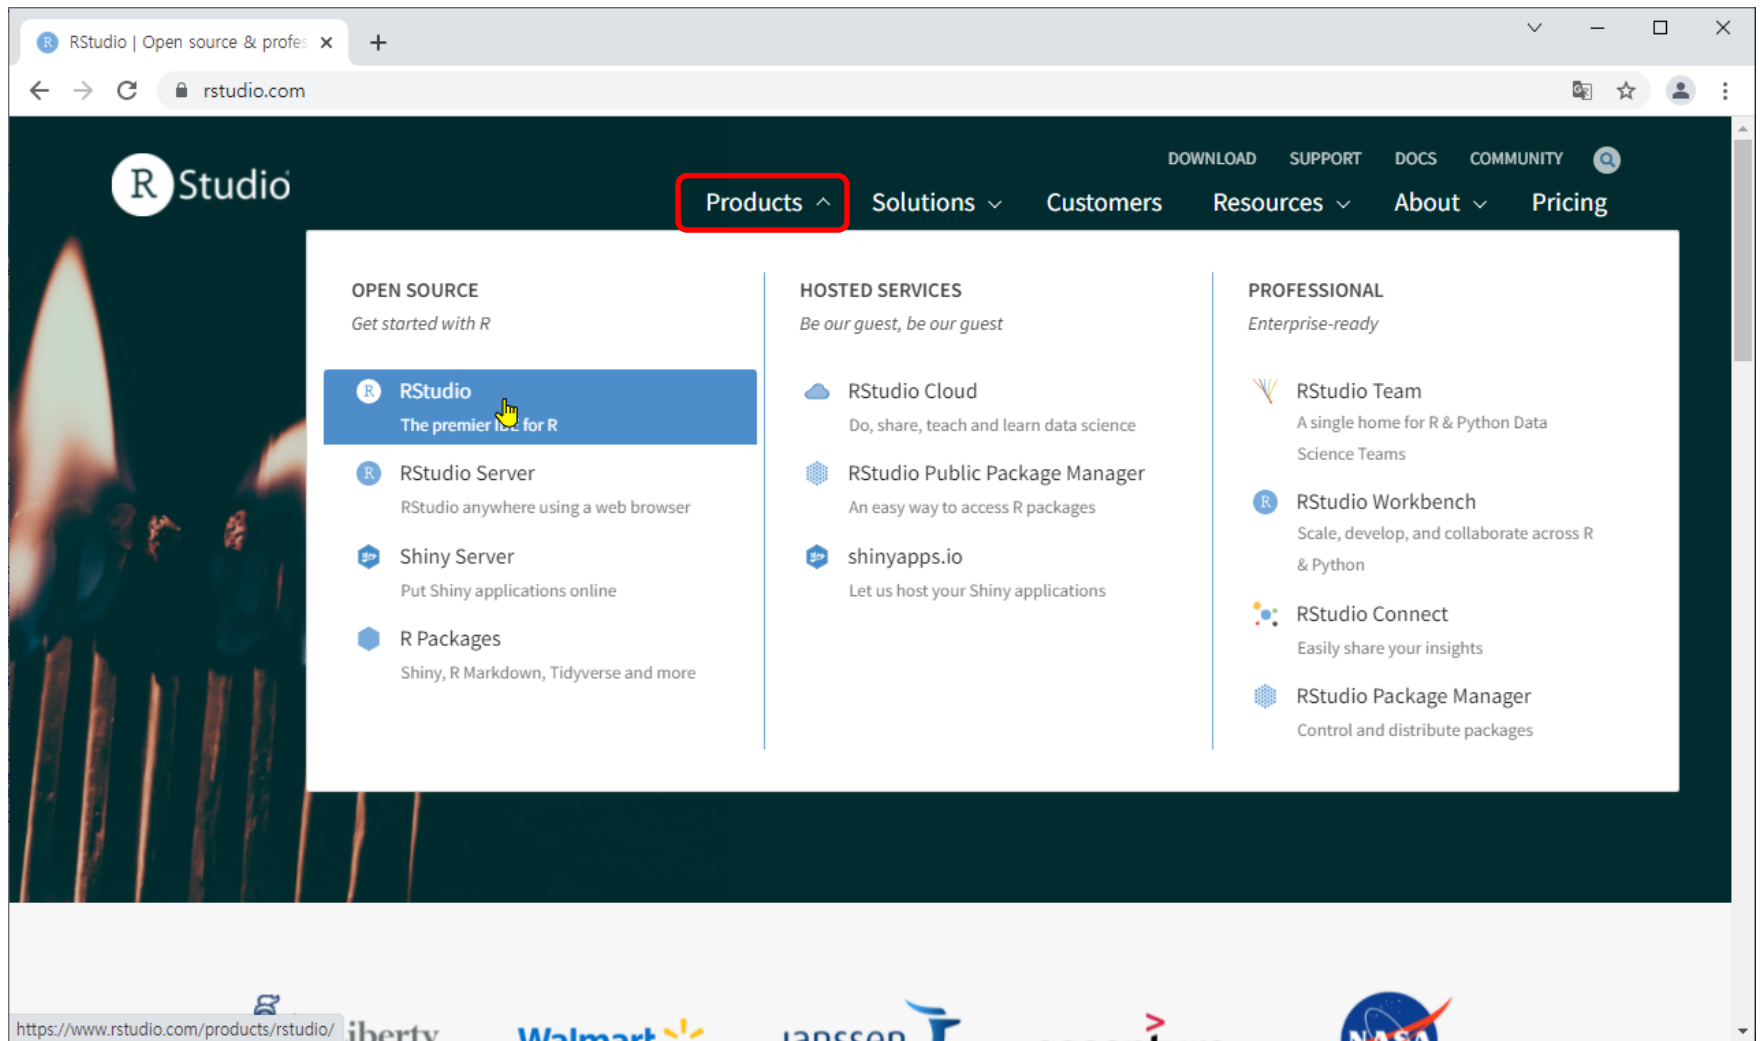 RStudio | Open source & profes
rstudio.com
R Studio
DOWNLOAD SUPPORT DOCS COMMUNITY
Products Solutions Customers Resources About Pricing
OPEN SOURCE
Get started with R
R RStudio
The premier IDE for R
R RStudio Server
RStudio anywhere using a web browser
Shiny Server
Put Shiny applications online
R Packages
Shiny, R Markdown, Tidyverse and more
HOSTED SERVICES
Be our guest, be our guest
RStudio Cloud
Do, share, teach and learn data science
RStudio Public Package Manager
An easy way to access R packages
shinyapps.io
Let us host your Shiny applications
PROFESSIONAL
Enterprise-ready
RStudio Team
A single home for R & Python Data
Science Teams
R RStudio Workbench
Scale, develop, and collaborate across R
& Python
RStudio Connect
Easily share your insights
RStudio Package Manager
Control and distribute packages
Walmart
NASA
https://www.rstudio.com/products/rstudio/